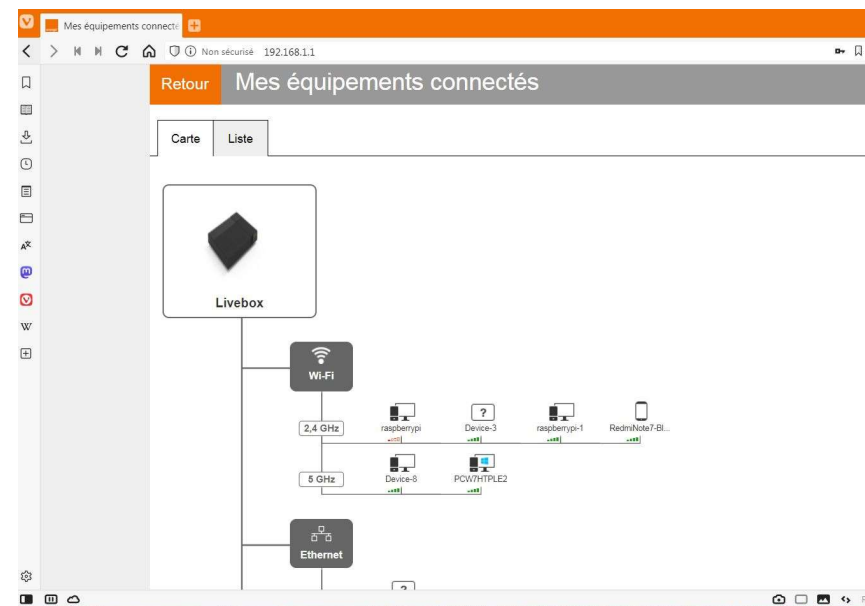 Mes équipements connecté
Non sécurisé 192.168.1.1
Retour Mes équipements connectés
Carte Liste
Livebox
Wi-Fi
2,4 GHz raspberrypi Device-3 raspberrypi-1 RedmiNote7-Bl...
5 GHz Device-8 PCW7HTPLE2
Ethernet